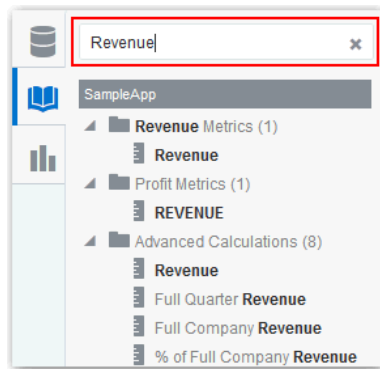 Revenue
SampleApp
Revenue Metrics (1)
Revenue
Profit Metrics (1)
REVENUE
Advanced Calculations (8)
Revenue
Full Quarter Revenue
Full Company Revenue
% of Full Company Revenue